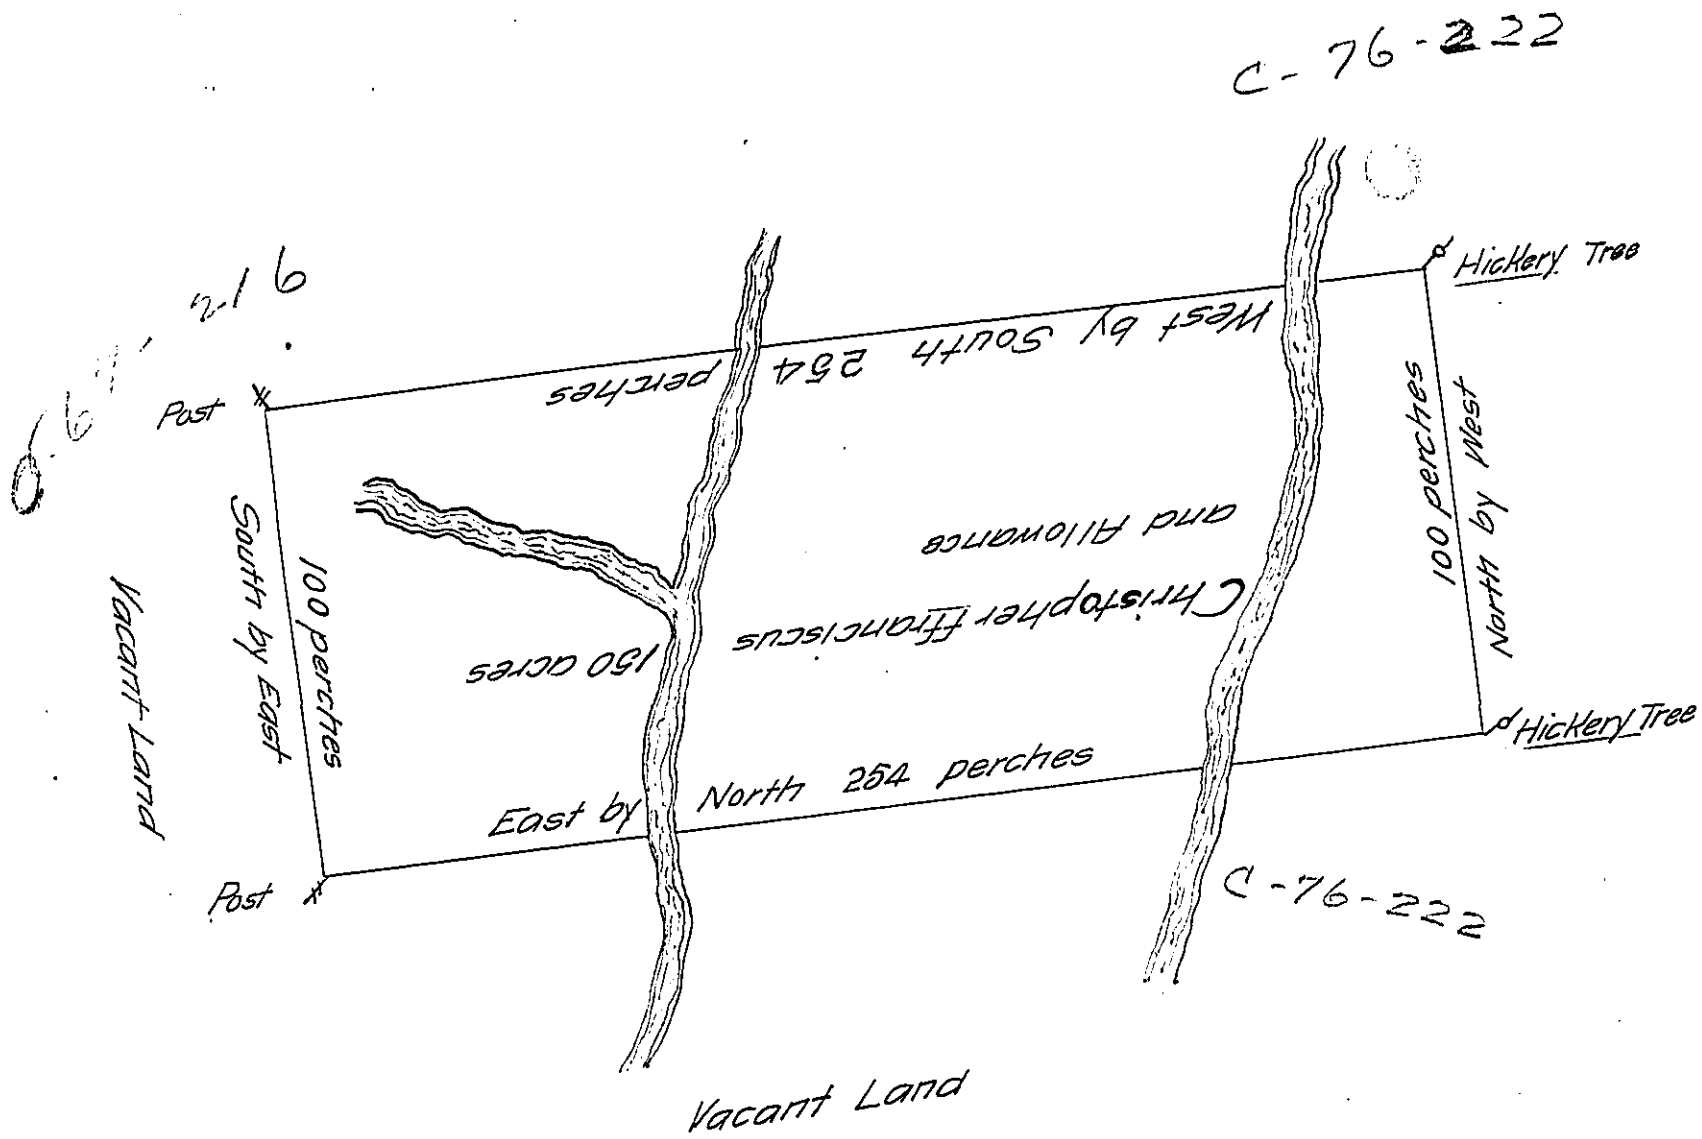 C-76-222
216
Hickery Tree
Post
West by South 254 perches
100 perches
North by West
South by East
100 perches
Vacant Land
Christopher ffranciscus
150 acres
and Allowance
East by North 254 perches
Hickery Tree
Post
C-76-222
Vacant Land